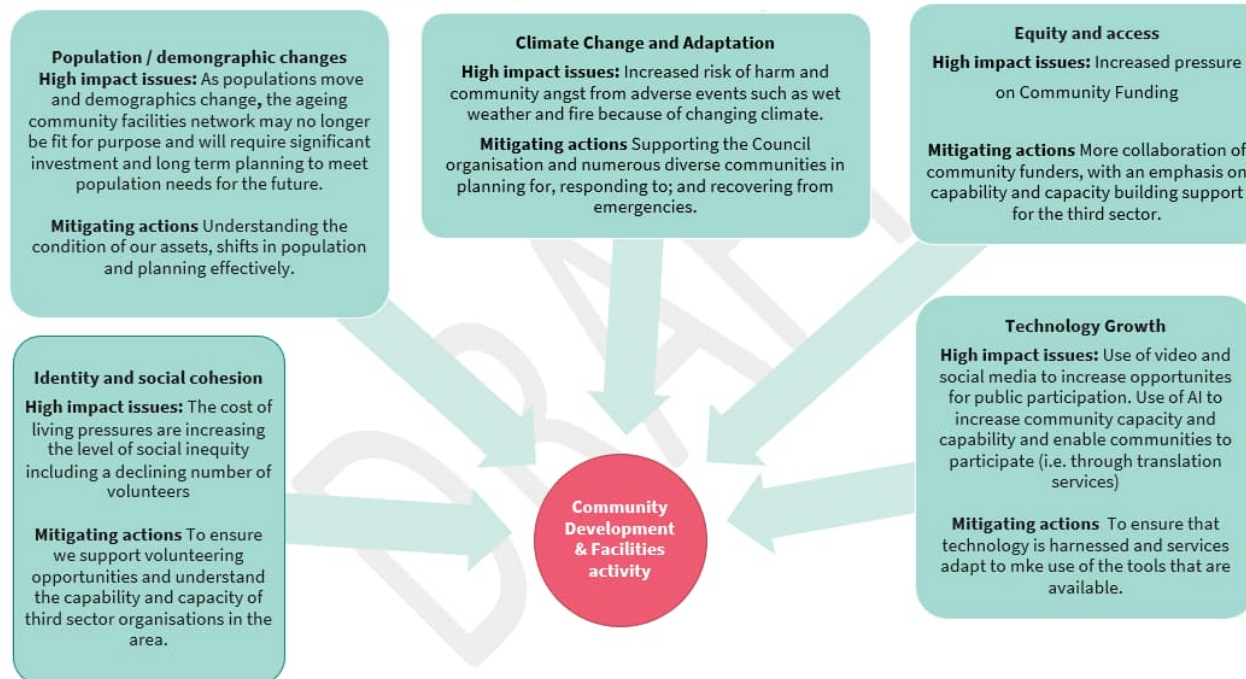 Population / demongraphic changes
High impact issues: As populations move
and demographics change, the ageing
community facilities network may no longer
be fit for purpose and will require significant
investment and long term planning to meet
population needs for the future.
Mitigating actions Understanding the
condition of our assets, shifts in population
and planning effectively.
Climate Change and Adaptation
High impact issues: Increased risk of harm and
community angst from adverse events such as wet
weather and fire because of changing climate.
Mitigating actions Supporting the Council
organisation and numerous diverse communities in
planning for, responding to; and recovering from
emergencies.
Equity and access
High impact issues: Increased pressure
on Community Funding
Mitigating actions More collaboration of
community funders, with an emphasis on
capability and capacity building support
for the third sector.
Identity and social cohesion
High impact issues: The cost of
living pressures are increasing
the level of social inequity
including a declining number of
volunteers
Mitigating actions To ensure
we support volunteering
opportunities and understand
the capability and capacity of
third sector organisations in the
area.
Community
Development
& Facilities
activity
Technology Growth
High impact issues: Use of video and
social media to increase opportunites
for public participation. Use of AI to
increase community capacity and
capability and enable communities to
participate (i.e. through translation
services)
Mitigating actions To ensure that
technology is harnessed and services
adapt to mke use of the tools that are
available.
DRAFT